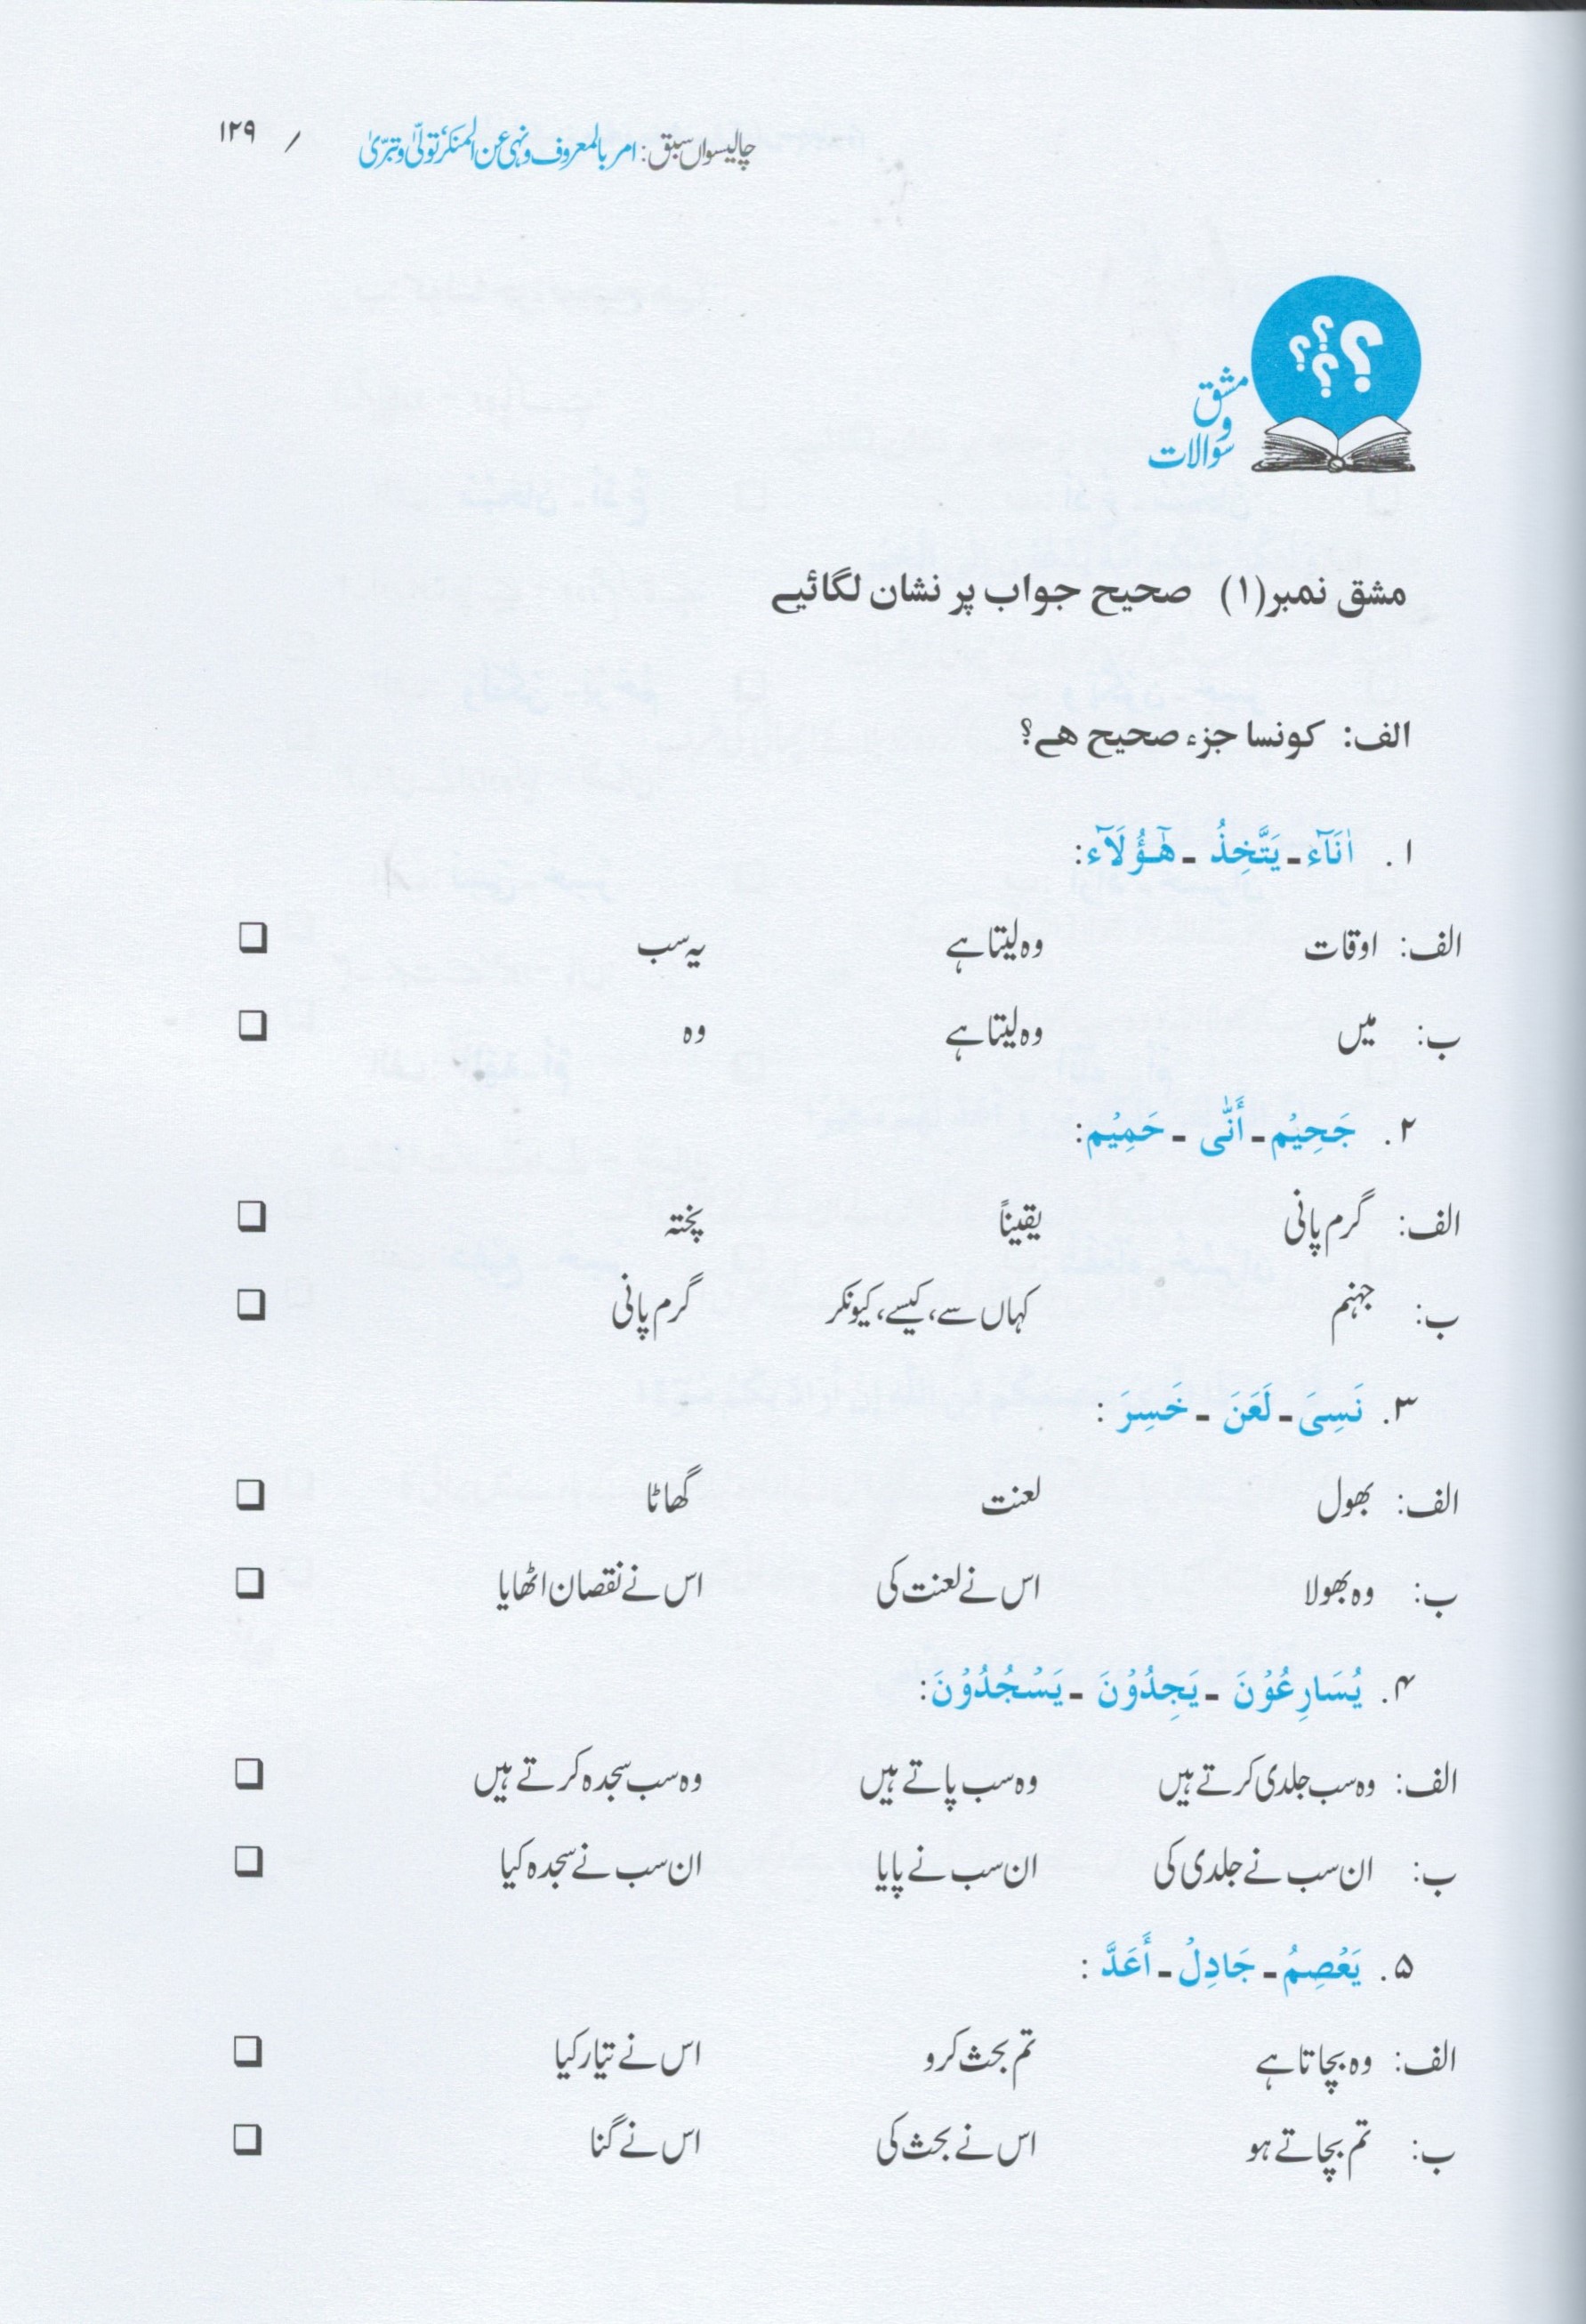 چالیسواں سبق: امر بالمعروف و نہی عن المنکر، تولّیٰ و تبرّیٰ / ۱۲۹
؟ ؟ ؟ ؟
مشق
و
سوالات
مشق نمبر(۱) صحیح جواب پر نشان لگائیے
الف: کونسا جزء صحیح ھے؟
۱. اٰنَآء ـ یَتَّخِذُ ـ هٰٓؤُلَآء:
الف: اوقات وہ لیتا ہے یہ سب ❑
ب: میں وہ لیتا ہے وہ ❑
۲. جَحِیْم ـ أَنّٰی ـ حَمِیْم:
الف: گرم پانی یقیناً پختہ ❑
ب: جہنم کہاں سے، کیسے، کیونکر گرم پانی ❑
۳. نَسِیَ ـ لَعَنَ ـ خَسِرَ :
الف: بھول لعنت گھاٹا ❑
ب: وہ بھولا اس نے لعنت کی اس نے نقصان اٹھایا ❑
۴. یُسَارِعُوْنَ ـ یَجِدُوْنَ ـ یَسْجُدُوْنَ:
الف: وہ سب جلدی کرتے ہیں وہ سب پاتے ہیں وہ سب سجدہ کرتے ہیں ❑
ب: ان سب نے جلدی کی ان سب نے پایا ان سب نے سجدہ کیا ❑
۵. یَعْصِمُ ـ جَادِلْ ـ أَعَدَّ :
الف: وہ بچاتا ہے تم بحث کرو اس نے تیار کیا ❑
ب: تم بچاتے ہو اس نے بحث کی اس نے گنا ❑